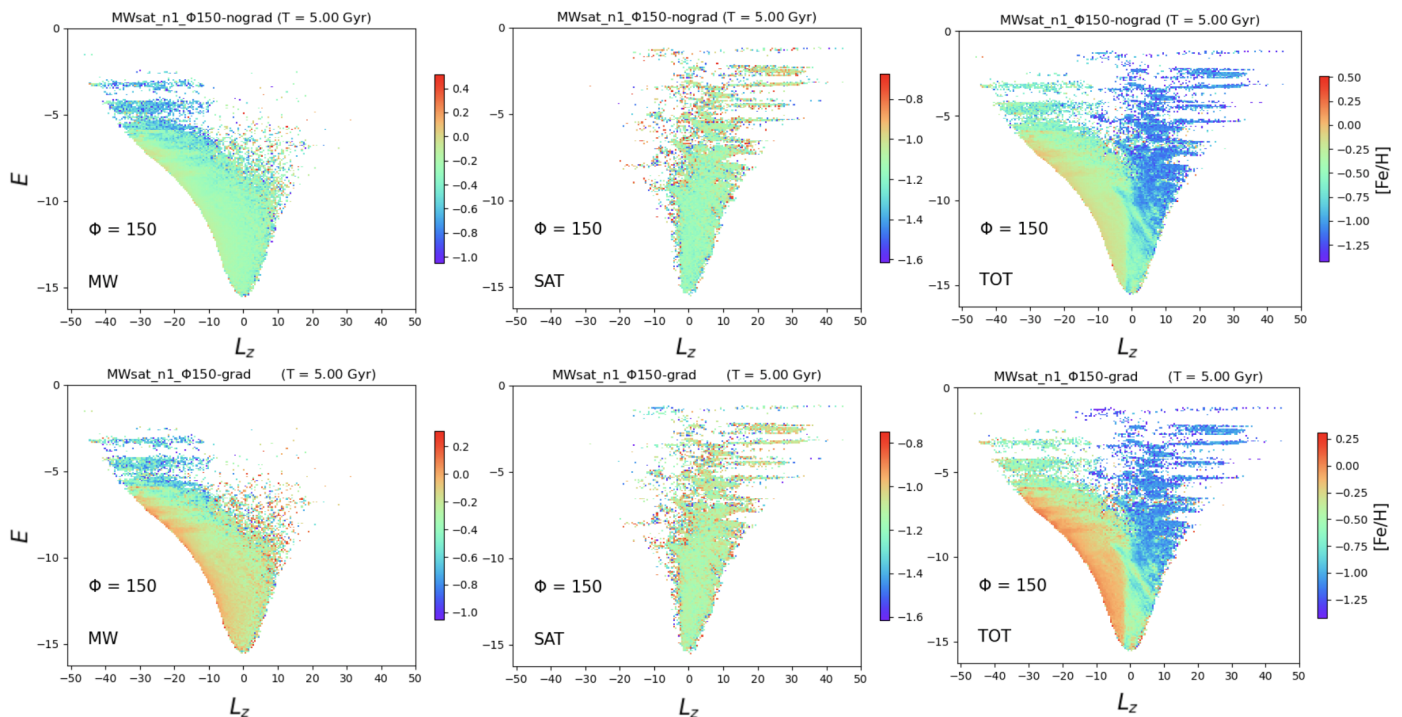 MWsat_n1_Φ150-nograd (T = 5.00 Gyr)
0
−5
−10
−15
E
Φ = 150
MW
−50 −40 −30 −20 −10 0 10 20 30 40 50
L_z
0.4
0.2
0.0
−0.2
−0.4
−0.6
−0.8
−1.0
MWsat_n1_Φ150-nograd (T = 5.00 Gyr)
0
−5
−10
−15
Φ = 150
SAT
−50 −40 −30 −20 −10 0 10 20 30 40 50
L_z
−0.8
−1.0
−1.2
−1.4
−1.6
MWsat_n1_Φ150-nograd (T = 5.00 Gyr)
0
−5
−10
−15
Φ = 150
TOT
−50 −40 −30 −20 −10 0 10 20 30 40 50
L_z
0.50
0.25
0.00
−0.25
−0.50
−0.75
−1.00
−1.25
[Fe/H]
MWsat_n1_Φ150-grad (T = 5.00 Gyr)
0
−5
−10
−15
E
Φ = 150
MW
−50 −40 −30 −20 −10 0 10 20 30 40 50
L_z
0.2
0.0
−0.2
−0.4
−0.6
−0.8
−1.0
MWsat_n1_Φ150-grad (T = 5.00 Gyr)
0
−5
−10
−15
Φ = 150
SAT
−50 −40 −30 −20 −10 0 10 20 30 40 50
L_z
−0.8
−1.0
−1.2
−1.4
−1.6
MWsat_n1_Φ150-grad (T = 5.00 Gyr)
0
−5
−10
−15
Φ = 150
TOT
−50 −40 −30 −20 −10 0 10 20 30 40 50
L_z
0.25
0.00
−0.25
−0.50
−0.75
−1.00
−1.25
[Fe/H]